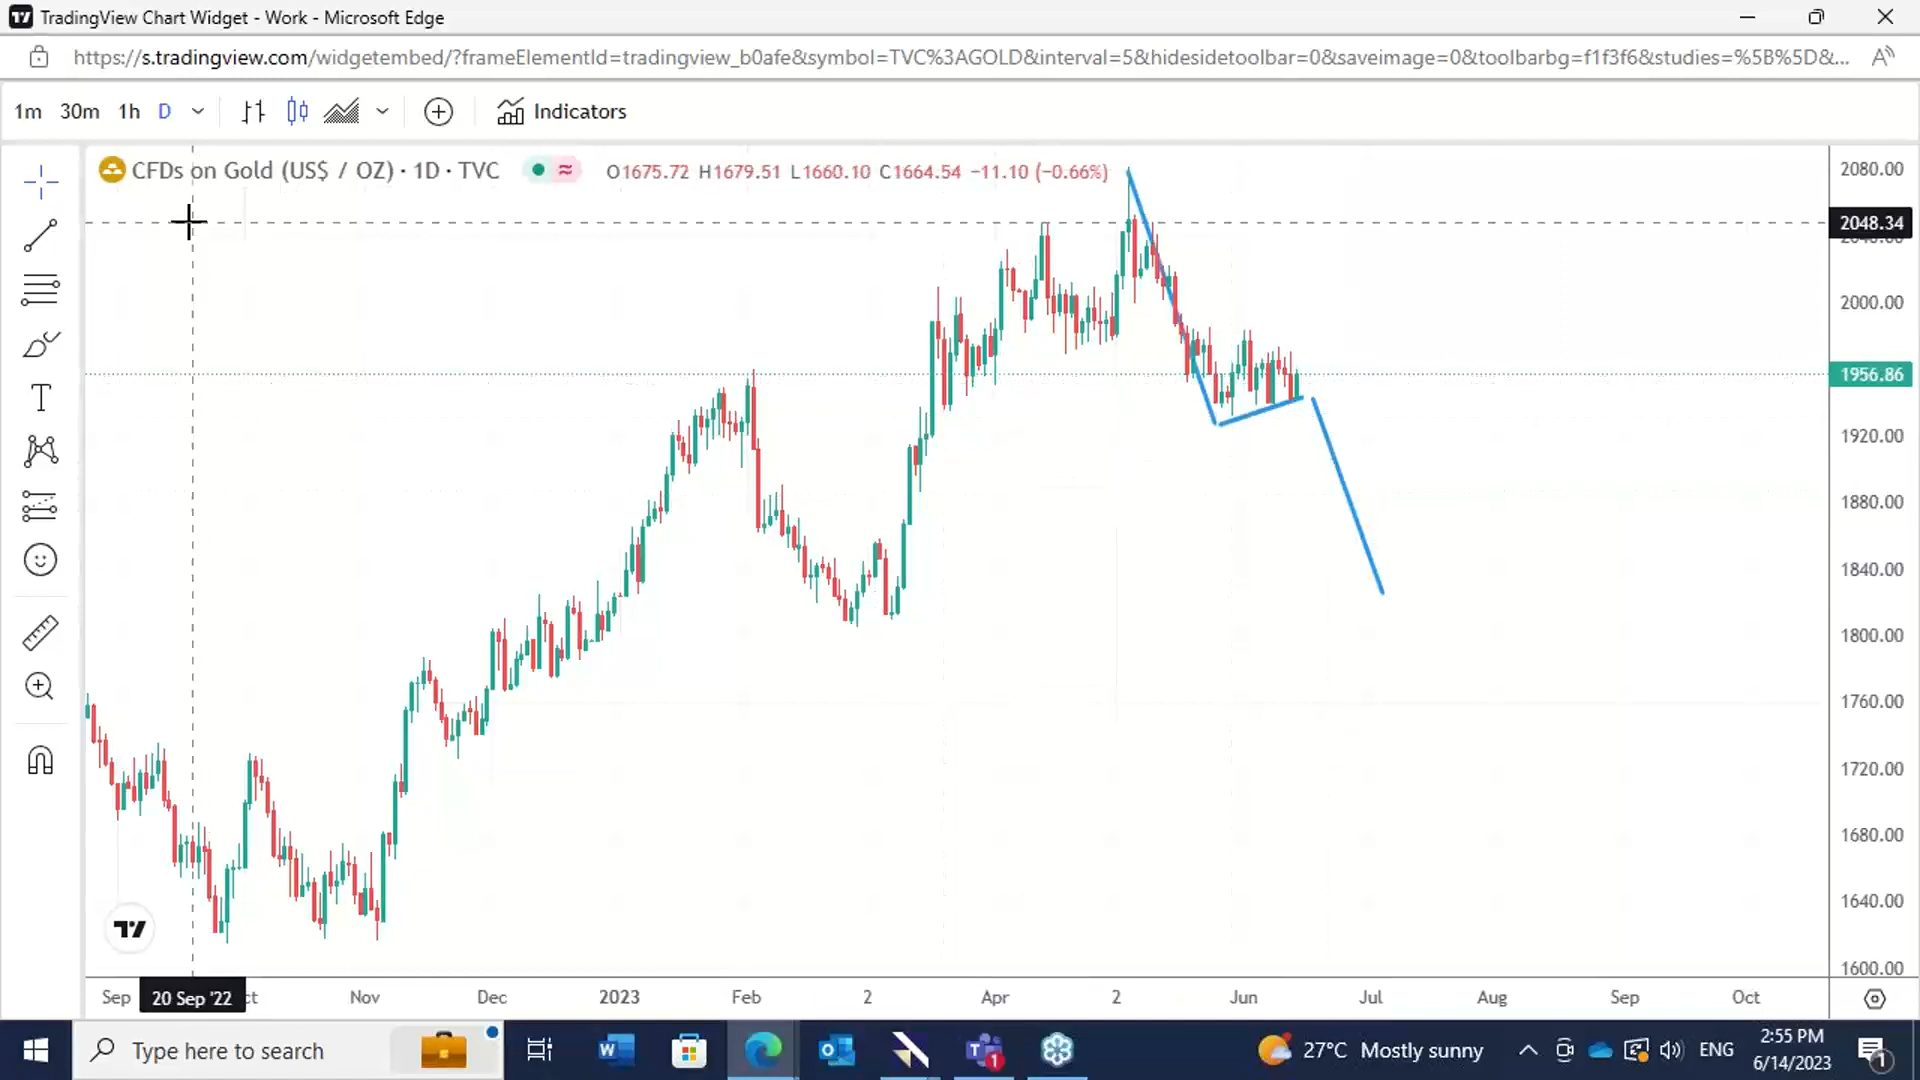 TradingView Chart Widget - Work - Microsoft Edge
https://s.tradingview.com/widgetembed/?frameElementId=tradingview_b0afe&symbol=TVC%3AGOLD&interval=5&hidesidetoolbar=0&saveimage=0&toolbarbg=f1f3f6&studies=%5B%5D&...
1m 30m 1h D Indicators
CFDs on Gold (US$ / OZ) · 1D · TVC O1675.72 H1679.51 L1660.10 C1664.54 −11.10 (−0.66%)
2080.00
2048.34
2000.00
1956.86
1920.00
1880.00
1840.00
1800.00
1760.00
1720.00
1680.00
1640.00
1600.00
Sep 20 Sep '22 ct Nov Dec 2023 Feb 2 Apr 2 Jun Jul Aug Sep Oct
Type here to search 1 27°C Mostly sunny ENG 2:55 PM 1
6/14/2023